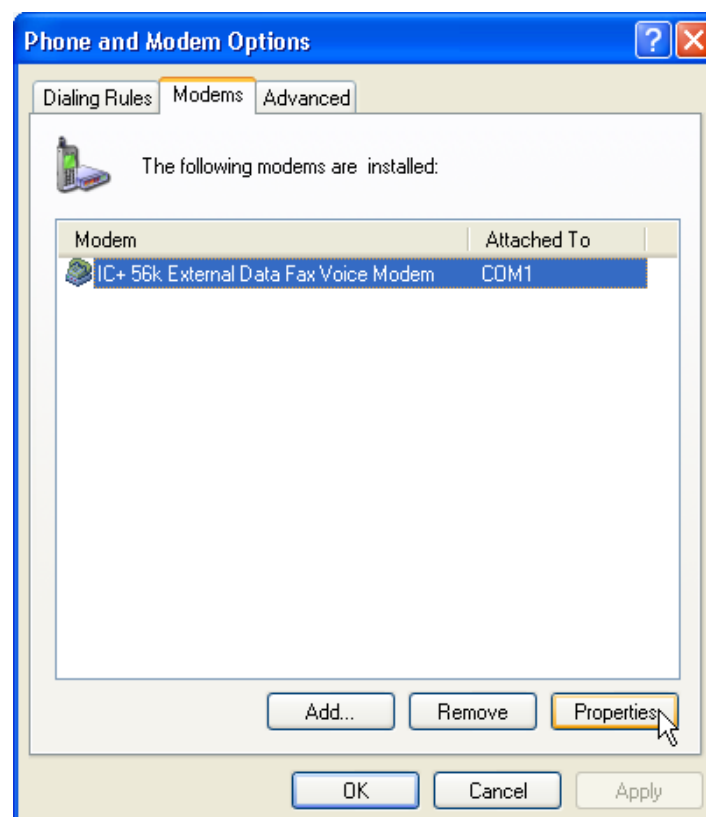 Phone and Modem Options
Dialing Rules Modems Advanced
The following modems are installed:
Modem Attached To
IC+ 56k External Data Fax Voice Modem COM1
Add... Remove Properties
OK Cancel Apply